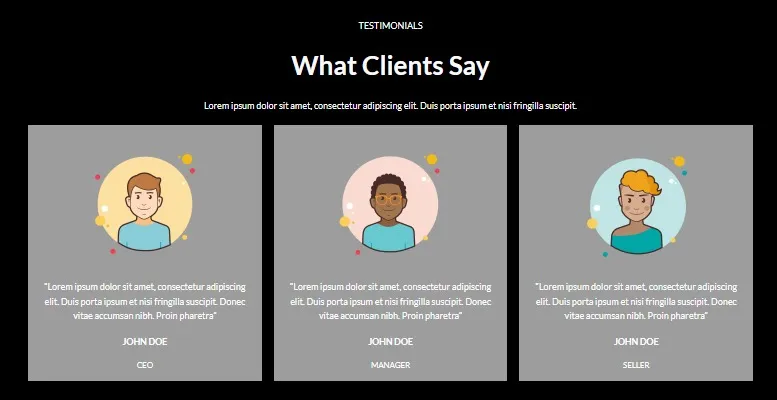 TESTIMONIALS
What Clients Say
Lorem ipsum dolor sit amet, consectetur adipiscing elit. Duis porta ipsum et nisi fringilla suscipit.
"Lorem ipsum dolor sit amet, consectetur adipiscing
elit. Duis porta ipsum et nisi fringilla suscipit. Donec
vitae accumsan nibh. Proin pharetra"
JOHN DOE
CEO
"Lorem ipsum dolor sit amet, consectetur adipiscing
elit. Duis porta ipsum et nisi fringilla suscipit. Donec
vitae accumsan nibh. Proin pharetra"
JOHN DOE
MANAGER
"Lorem ipsum dolor sit amet, consectetur adipiscing
elit. Duis porta ipsum et nisi fringilla suscipit. Donec
vitae accumsan nibh. Proin pharetra"
JOHN DOE
SELLER